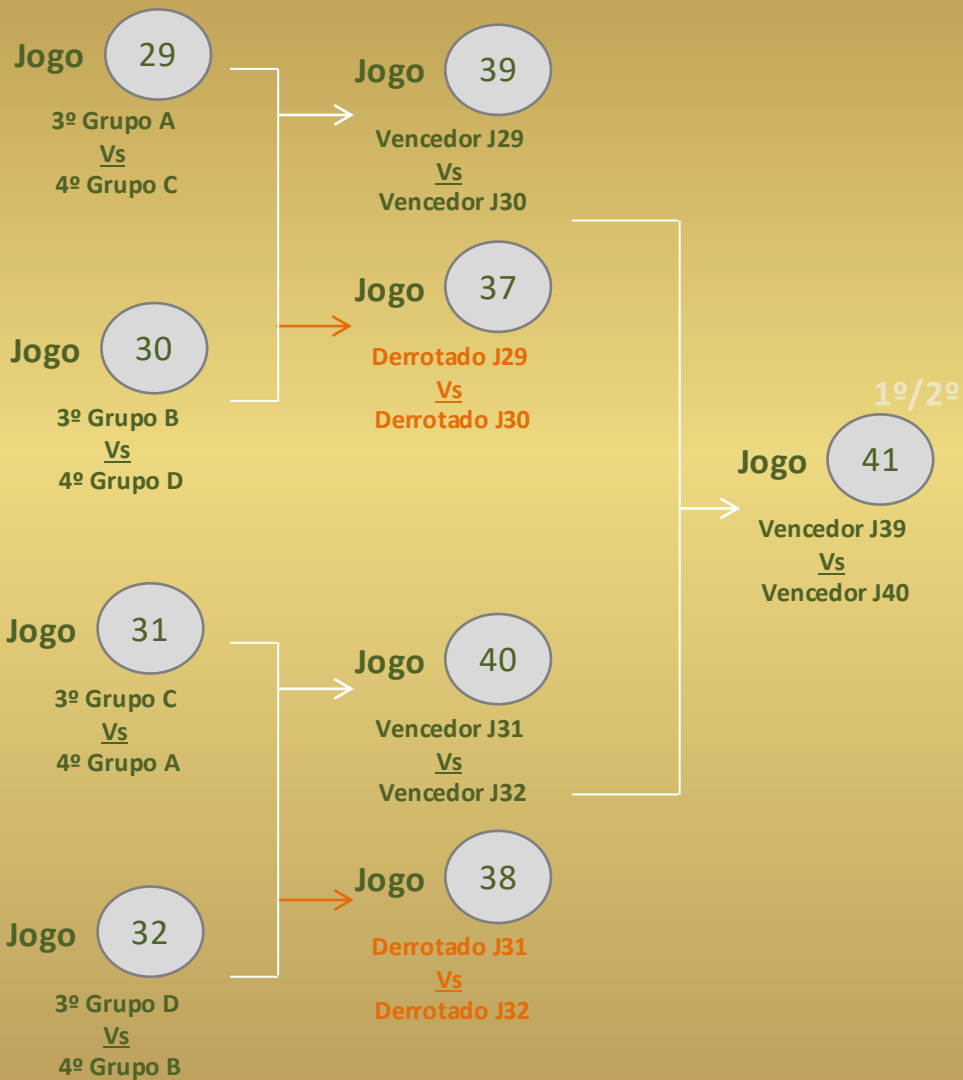 Jogo 29
3º Grupo A
Vs
4º Grupo C
Jogo 30
3º Grupo B
Vs
4º Grupo D
Jogo 31
3º Grupo C
Vs
4º Grupo A
Jogo 32
3º Grupo D
Vs
4º Grupo B
Jogo 39
Vencedor J29
Vs
Vencedor J30
Jogo 37
Derrotado J29
Vs
Derrotado J30
Jogo 40
Vencedor J31
Vs
Vencedor J32
Jogo 38
Derrotado J31
Vs
Derrotado J32
1º/2º
Jogo 41
Vencedor J39
Vs
Vencedor J40